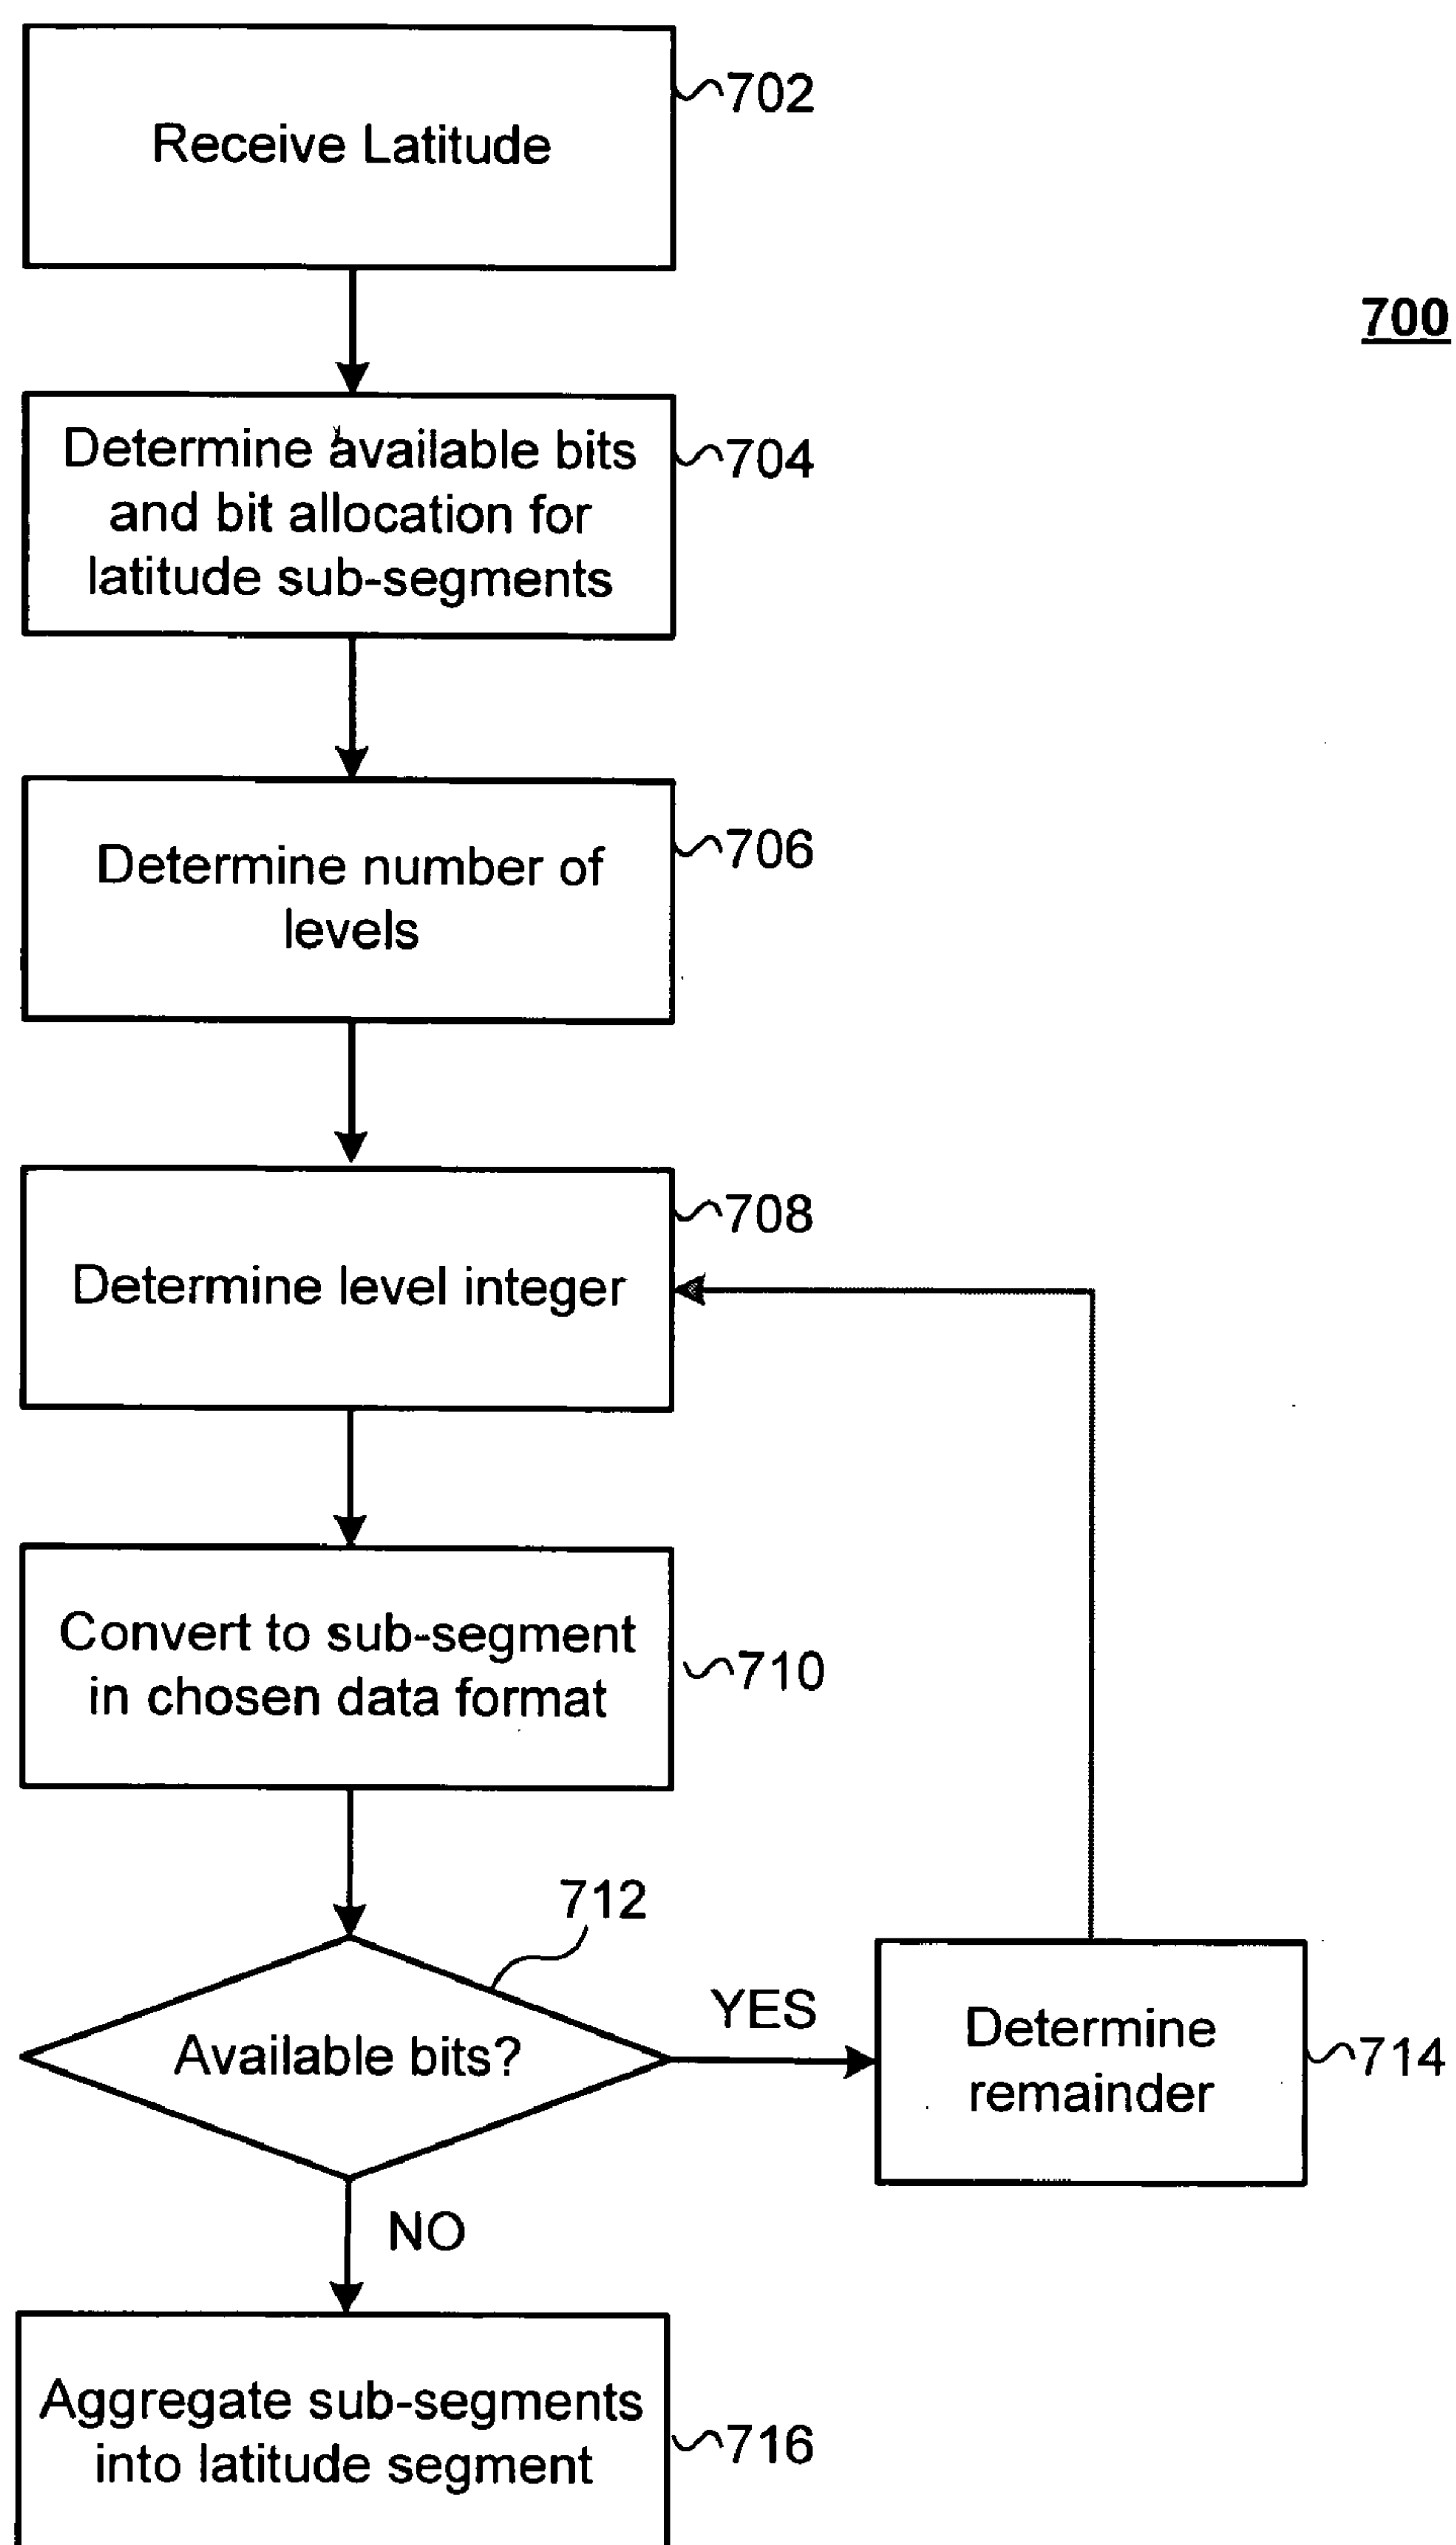 702
Receive Latitude
700
Determine available bits
and bit allocation for
latitude sub-segments
704
Determine number of
levels
706
708
Determine level integer
Convert to sub-segment
in chosen data format
710
712
Available bits?
YES
Determine
remainder
714
NO
Aggregate sub-segments
into latitude segment
716